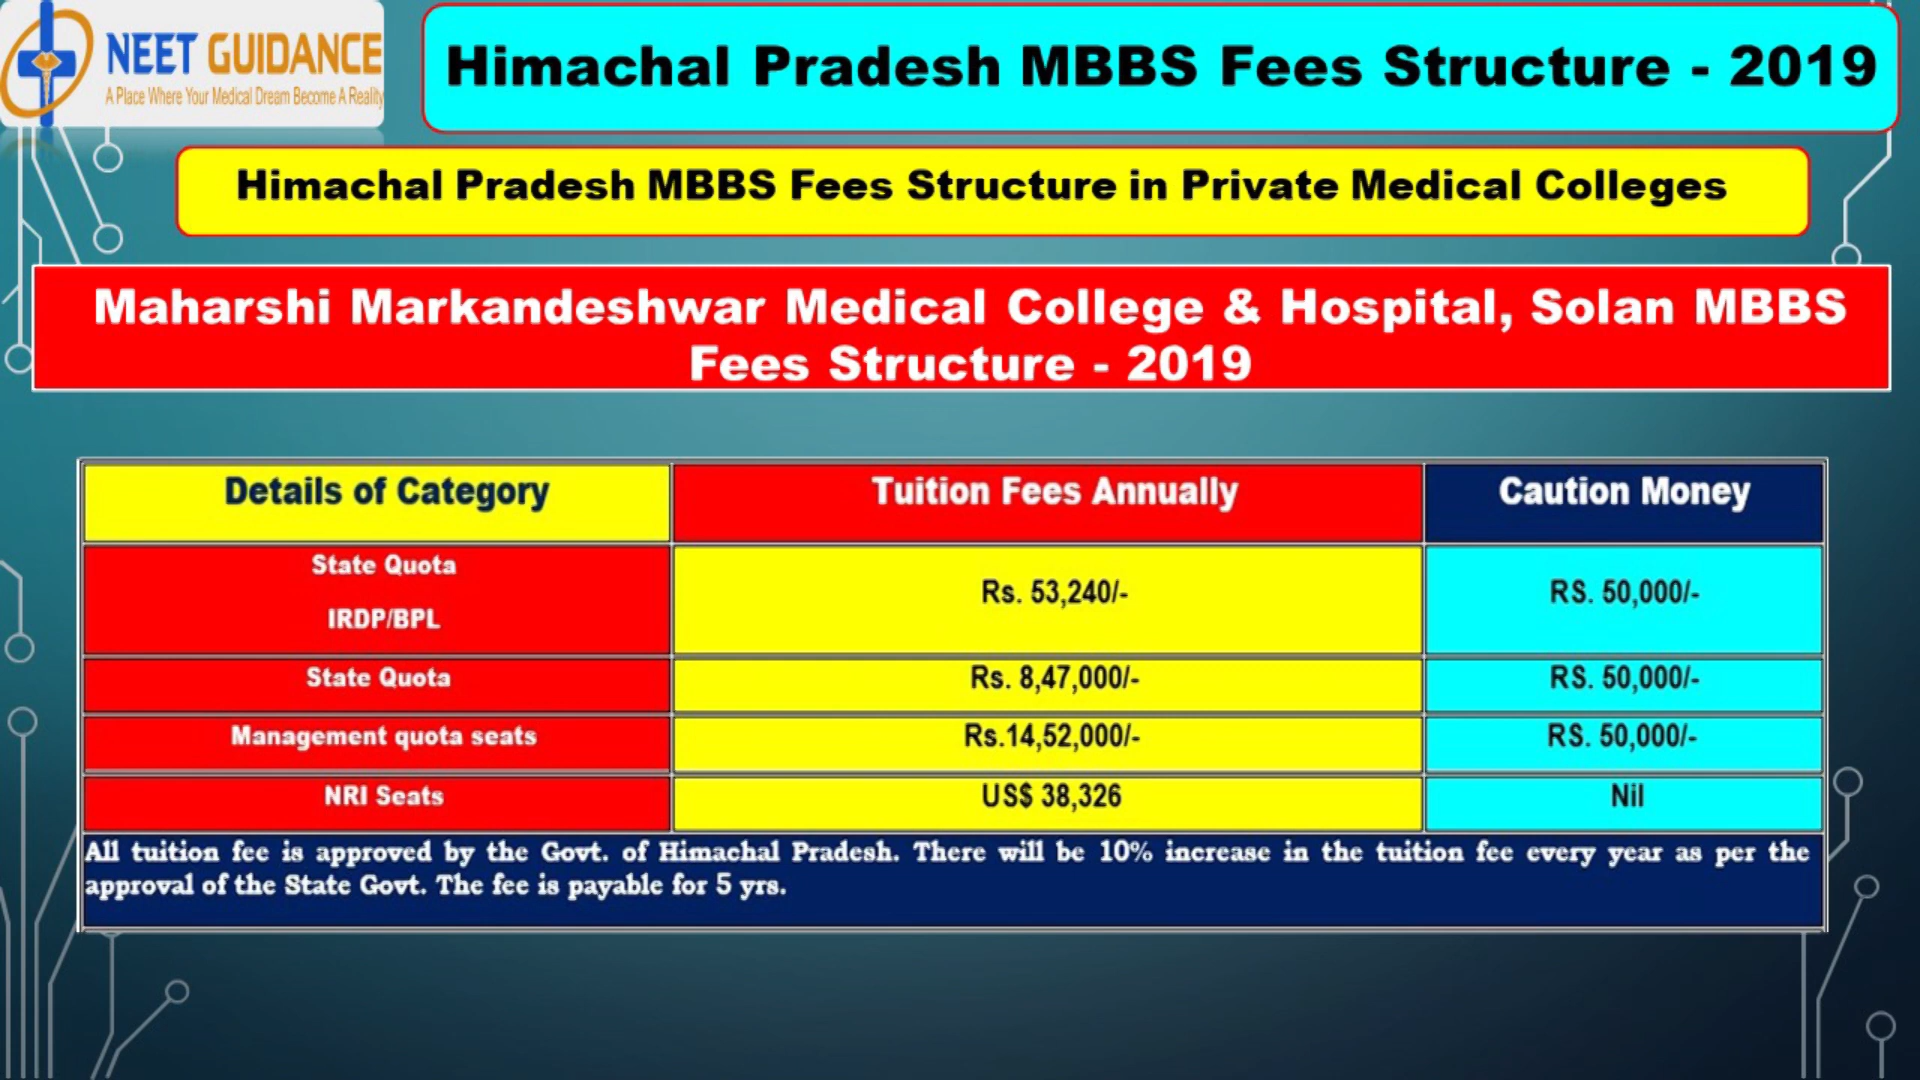 NEET GUIDANCE
A Place Where Your Medical Dream Become A Reality
Himachal Pradesh MBBS Fees Structure - 2019
Himachal Pradesh MBBS Fees Structure in Private Medical Colleges
Maharshi Markandeshwar Medical College & Hospital, Solan MBBS
Fees Structure - 2019
Details of Category Tuition Fees Annually Caution Money
State Quota
IRDP/BPL Rs. 53,240/- RS. 50,000/-
State Quota Rs. 8,47,000/- RS. 50,000/-
Management quota seats Rs.14,52,000/- RS. 50,000/-
NRI Seats US$ 38,326 Nil
All tuition fee is approved by the Govt. of Himachal Pradesh. There will be 10% increase in the tuition fee every year as per the
approval of the State Govt. The fee is payable for 5 yrs.